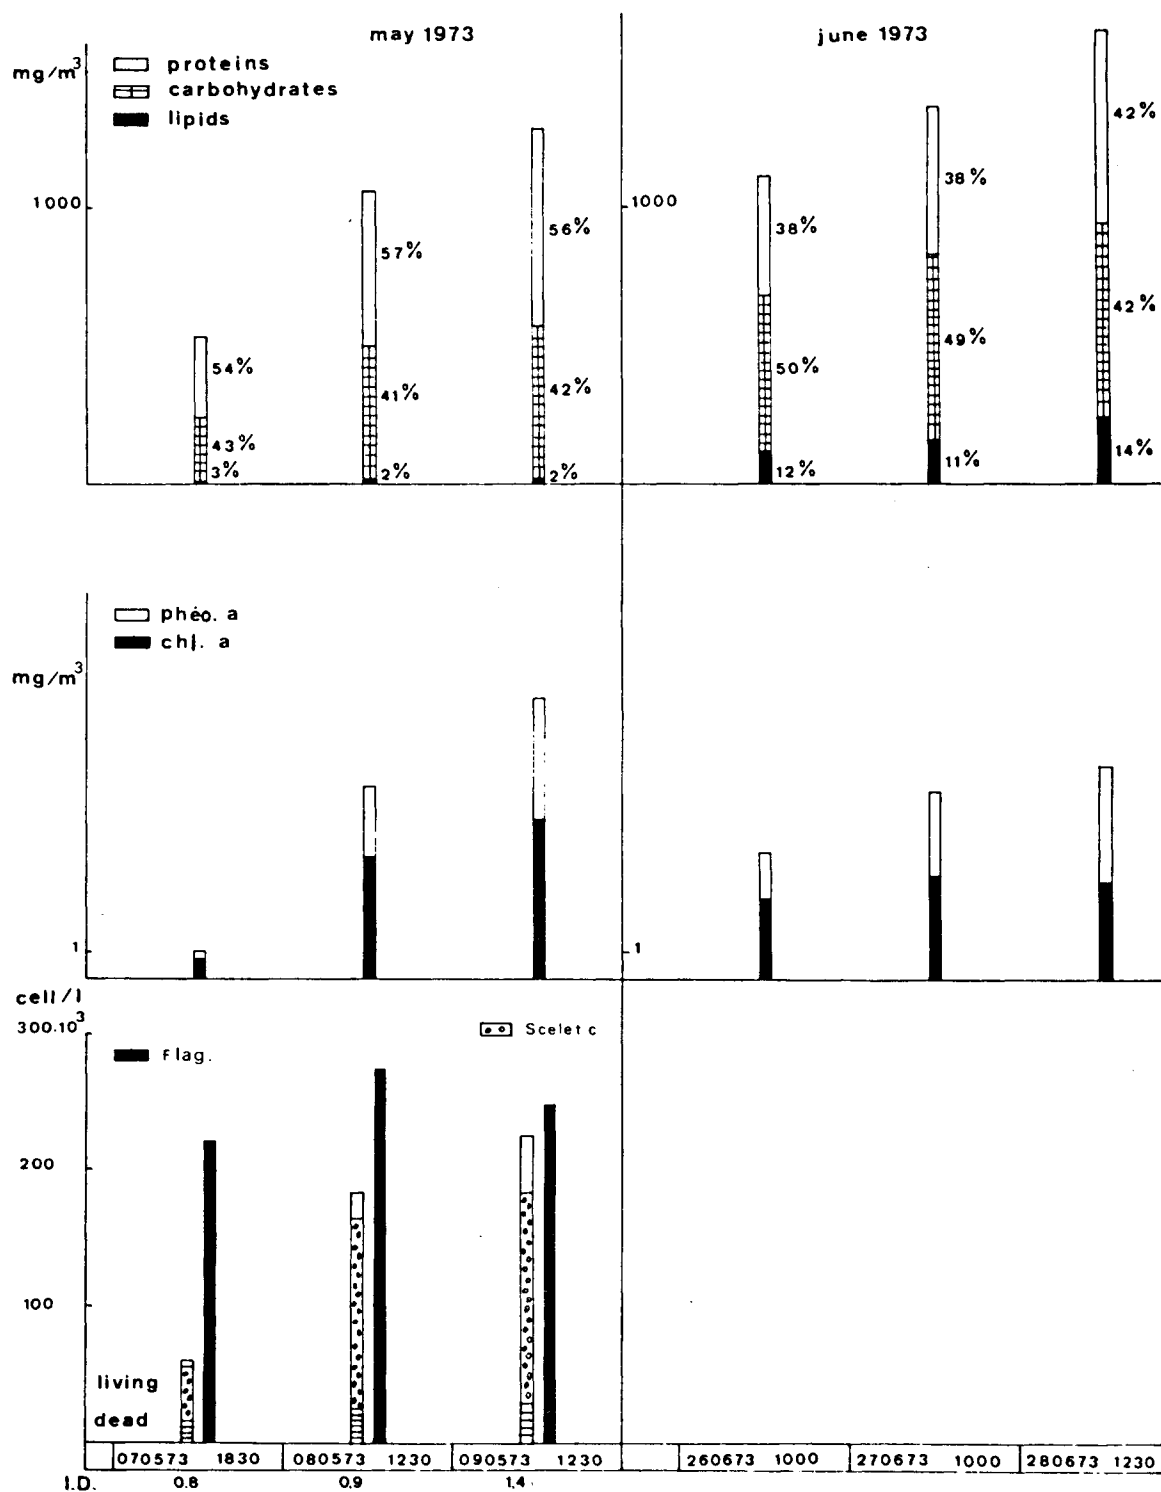 may 1973
june 1973
mg/m³
proteins
carbohydrates
lipids
42%
1000
1000
38%
56%
38%
57%
42%
54%
49%
41%
42%
50%
43%
3%
2%
2%
12%
11%
14%
phéo. a
chl. a
mg/m³
1
1
cell/l
300.10³
Flag.
Scelet c
200
100
living
dead
070573 1830 080573 1230 090573 1230 260673 1000 270673 1000 280673 1230
I.D. 0,8 0,9 1,4